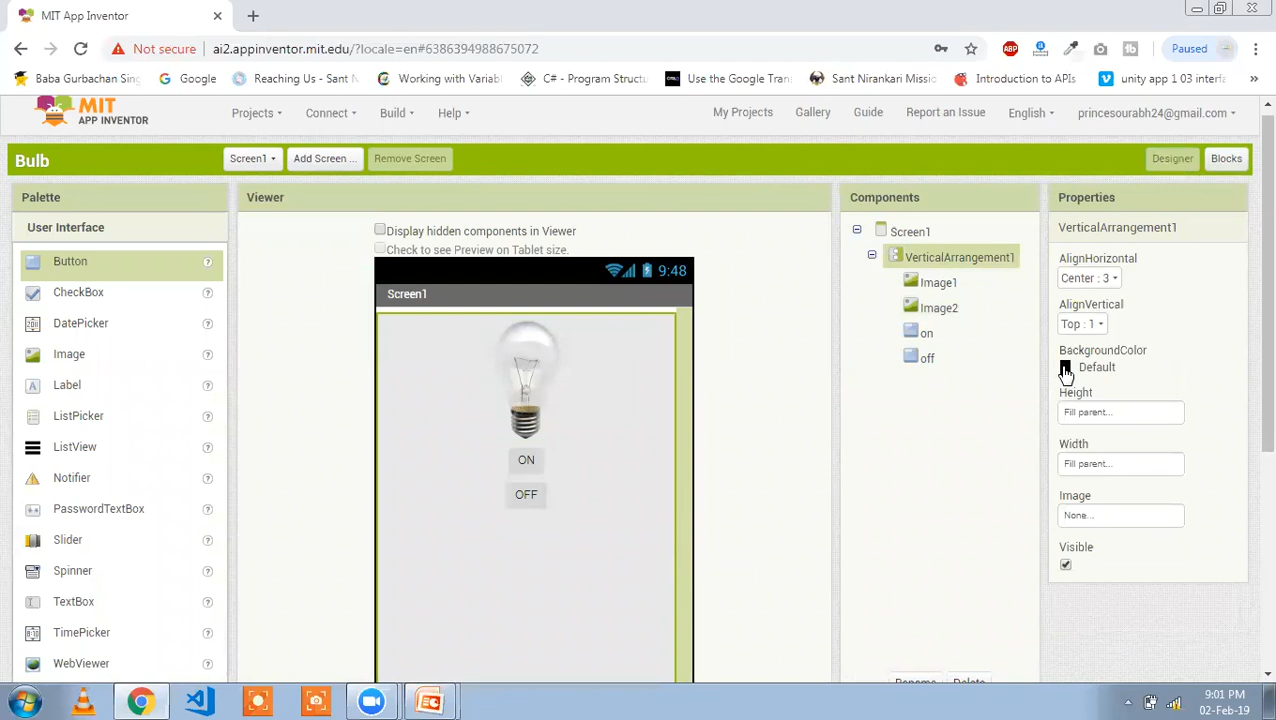 MIT App Inventor
Not secure
ai2.appinventor.mit.edu/?locale=en#6386394988675072
ABP
Paused
Baba Gurbachan Sing
Google
Reaching Us - Sant N
Working with Variabl
C# - Program Structu
Use the Google Tran
Sant Nirankari Missio
Introduction to APIs
unity app 1 03 interfa
MIT
APP INVENTOR
Projects
Connect
Build
Help
My Projects
Gallery
Guide
Report an Issue
English
princesourabh24@gmail.com
Bulb
Screen1
Add Screen ...
Remove Screen
Designer
Blocks
Palette
User Interface
Button
CheckBox
DatePicker
Image
Label
ListPicker
ListView
Notifier
PasswordTextBox
Slider
Spinner
TextBox
TimePicker
WebViewer
Viewer
Display hidden components in Viewer
Check to see Preview on Tablet size.
9:48
Screen1
ON
OFF
Components
Screen1
VerticalArrangement1
Image1
Image2
on
off
Rename
Delete
Properties
VerticalArrangement1
AlignHorizontal
Center : 3
AlignVertical
Top : 1
BackgroundColor
Default
Height
Fill parent...
Width
Fill parent...
Image
None...
Visible
9:01 PM
02-Feb-19